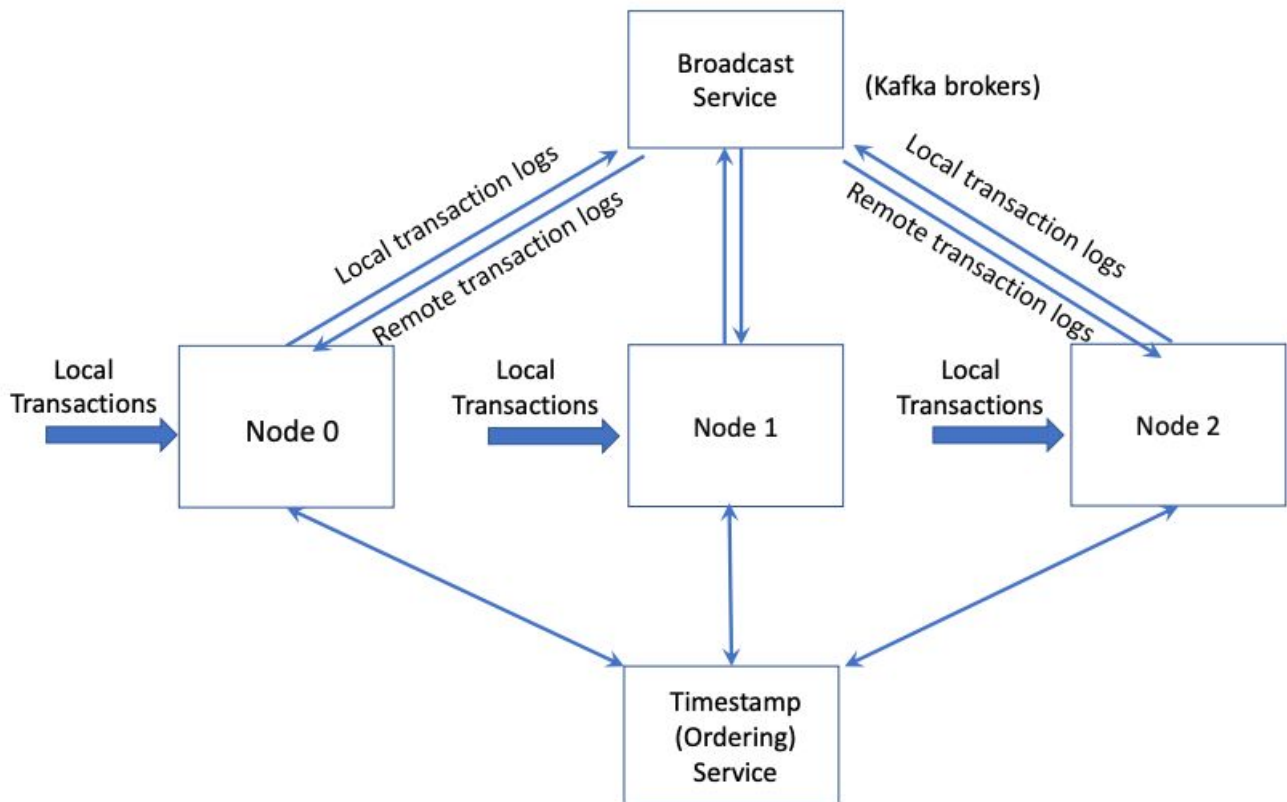 Broadcast
Service
(Kafka brokers)
Local transaction logs
Remote transaction logs
Local transaction logs
Remote transaction logs
Local
Transactions
Node 0
Local
Transactions
Node 1
Local
Transactions
Node 2
Timestamp
(Ordering)
Service